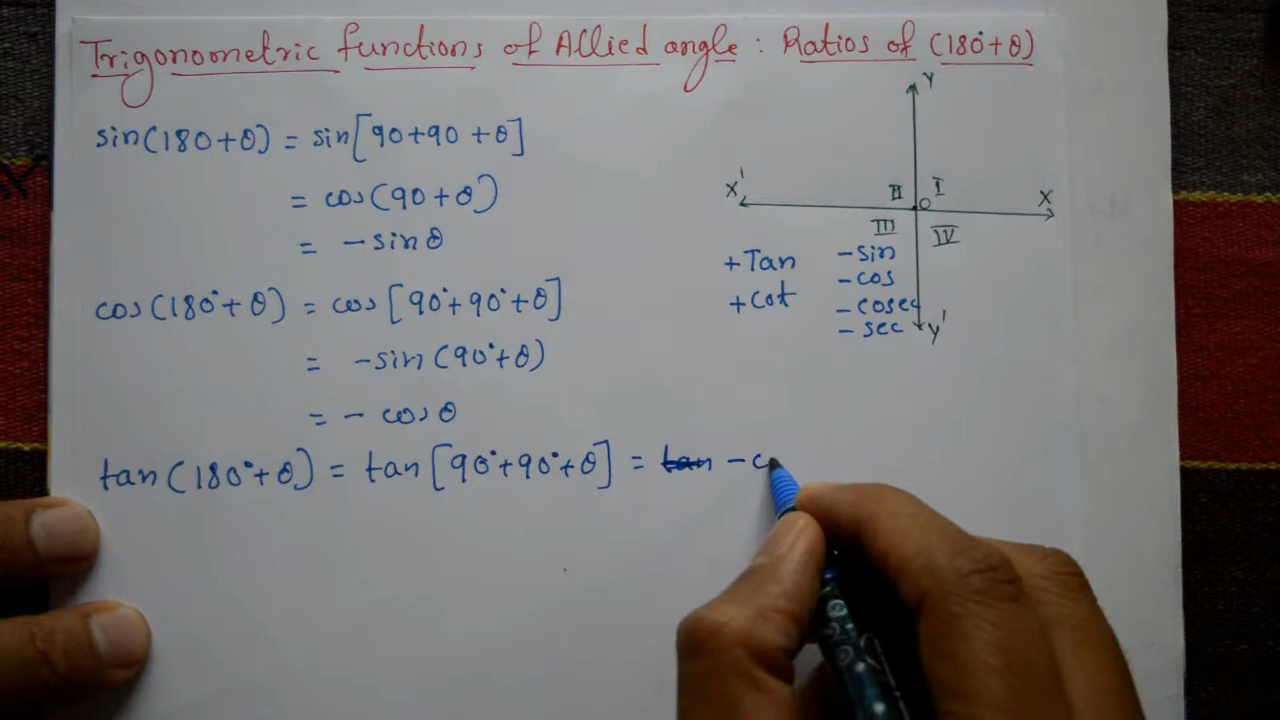 Trigonometric functions of Allied angle : Ratios of (180°+θ)
sin(180+θ) = sin[90+90+θ]
= cos(90+θ)
= -sinθ
cos(180°+θ) = cos[90°+90°+θ]
= -sin(90°+θ)
= - cosθ
tan(180°+θ) = tan[90°+90°+θ] = tan - c
Y
X' II I O X
III IV
+Tan -sin
+cot -cos
-cosec
-sec Y'